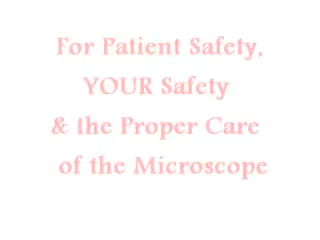 For Patient Safety,
YOUR Safety
& the Proper Care
of the Microscope